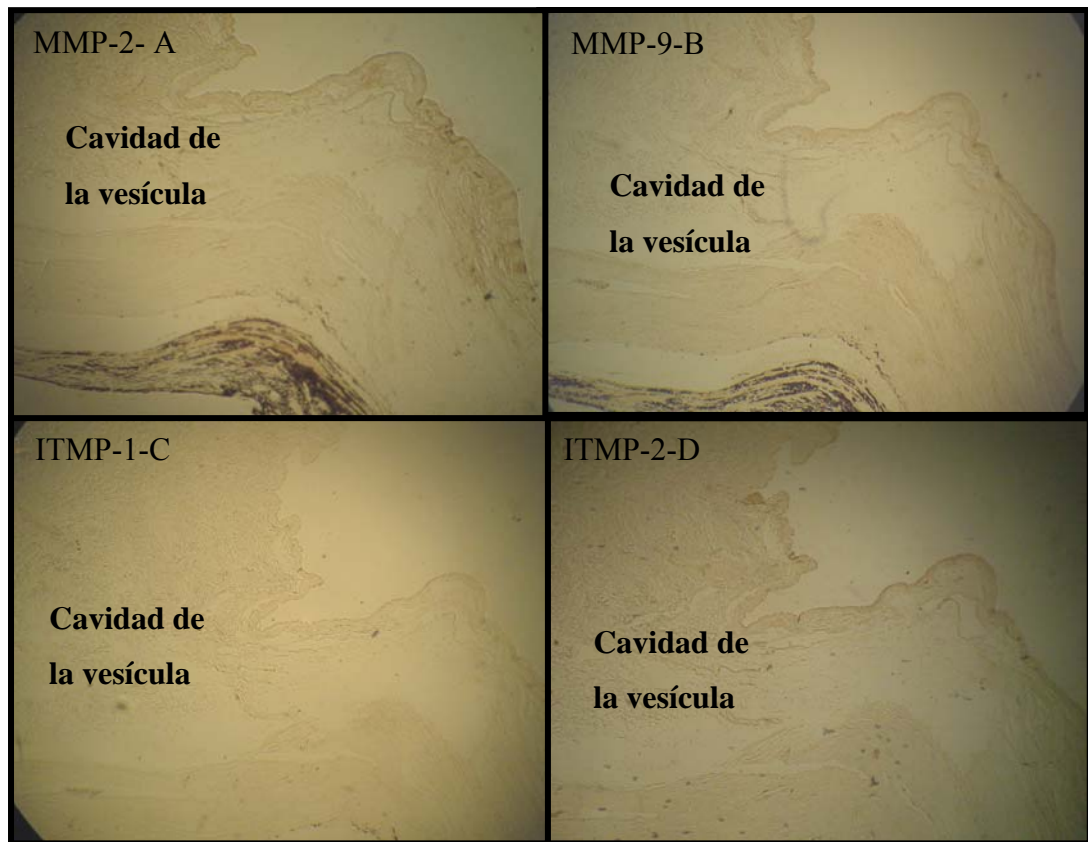 MMP-2- A
Cavidad de
la vesícula
MMP-9-B
Cavidad de
la vesícula
ITMP-1-C
Cavidad de
la vesícula
ITMP-2-D
Cavidad de
la vesícula